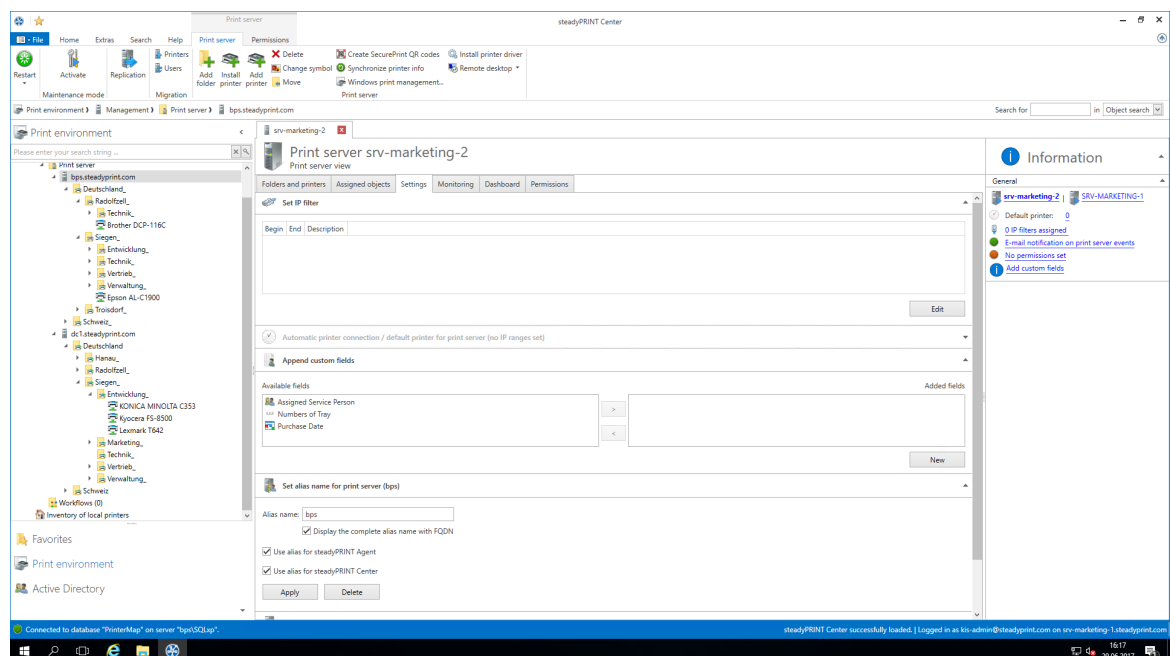 Print server
steadyPRINT Center
File Home Extras Search Help Print server Permissions
Restart
Activate
Replication
Printers
Users
Add folder
Install printer
Add printer
Delete
Change symbol
Move
Create SecurePrint QR codes
Synchronize printer info
Windows print management...
Install printer driver
Remote desktop
Maintenance mode
Migration
Print server
Print environment Management Print server bps.steadyprint.com
Search for in Object search
Print environment
Please enter your search string ...
Print server
bps.steadyprint.com
Deutschland_
Radolfzell_
Technik_
Brother DCP-116C
Siegen_
Entwicklung_
Technik_
Vertrieb_
Verwaltung_
Epson AL-C1900
Troisdorf_
Schweiz_
dc1.steadyprint.com
Deutschland
Hanau_
Radolfzell_
Siegen_
Entwicklung_
KONICA MINOLTA C353
Kyocera FS-8500
Lexmark T642
Marketing_
Technik_
Vertrieb_
Verwaltung_
Schweiz
Workflows (0)
Inventory of local printers
Favorites
Print environment
Active Directory
srv-marketing-2
Print server srv-marketing-2
Print server view
Folders and printers Assigned objects Settings Monitoring Dashboard Permissions
Set IP filter
Begin End Description
Edit
Automatic printer connection / default printer for print server (no IP ranges set)
Append custom fields
Available fields
Added fields
Assigned Service Person
Numbers of Tray
Purchase Date
>
<
New
Set alias name for print server (bps)
Alias name: bps
Display the complete alias name with FQDN
Use alias for steadyPRINT Agent
Use alias for steadyPRINT Center
Apply Delete
Information
General
srv-marketing-2 | SRV-MARKETING-1
Default printer: 0
0 IP filters assigned
E-mail notification on print server events
No permissions set
Add custom fields
Connected to database "PrinterMap" on server "bps\SQLxp".
steadyPRINT Center successfully loaded. | Logged in as kis-admin@steadyprint.com on srv-marketing-1.steadyprint.com
16:17
29.06.2017